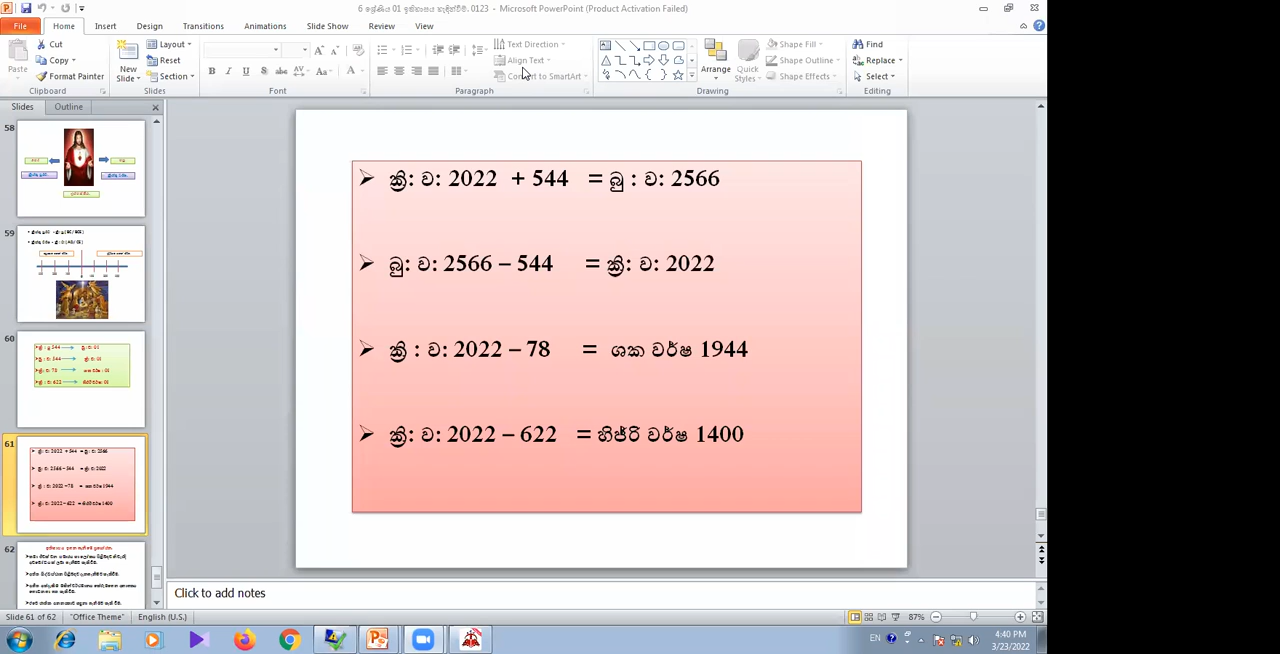 6 ශ්‍රේණිය 01 ඉතිහාසය හැඳින්වීම. 0123 - Microsoft PowerPoint (Product Activation Failed)
File Home Insert Design Transitions Animations Slide Show Review View
Cut
Copy
Format Painter
Paste
Clipboard
New Slide
Layout
Reset
Section
Slides
Font
Text Direction
Align Text
Convert to SmartArt
Paragraph
Arrange
Quick Styles
Shape Fill
Shape Outline
Shape Effects
Drawing
Find
Replace
Select
Editing
Slides Outline
58
59
60
61
62
ක්‍රි: ව: 2022 + 544 = බු : ව: 2566
බු: ව: 2566 – 544 = ක්‍රි: ව: 2022
ක්‍රි : ව: 2022 – 78 = ශක වර්ෂ 1944
ක්‍රි: ව: 2022 – 622 = හිජ්රි වර්ෂ 1400
Click to add notes
Slide 61 of 62 "Office Theme" English (U.S.) 87%
EN 4:40 PM
3/23/2022